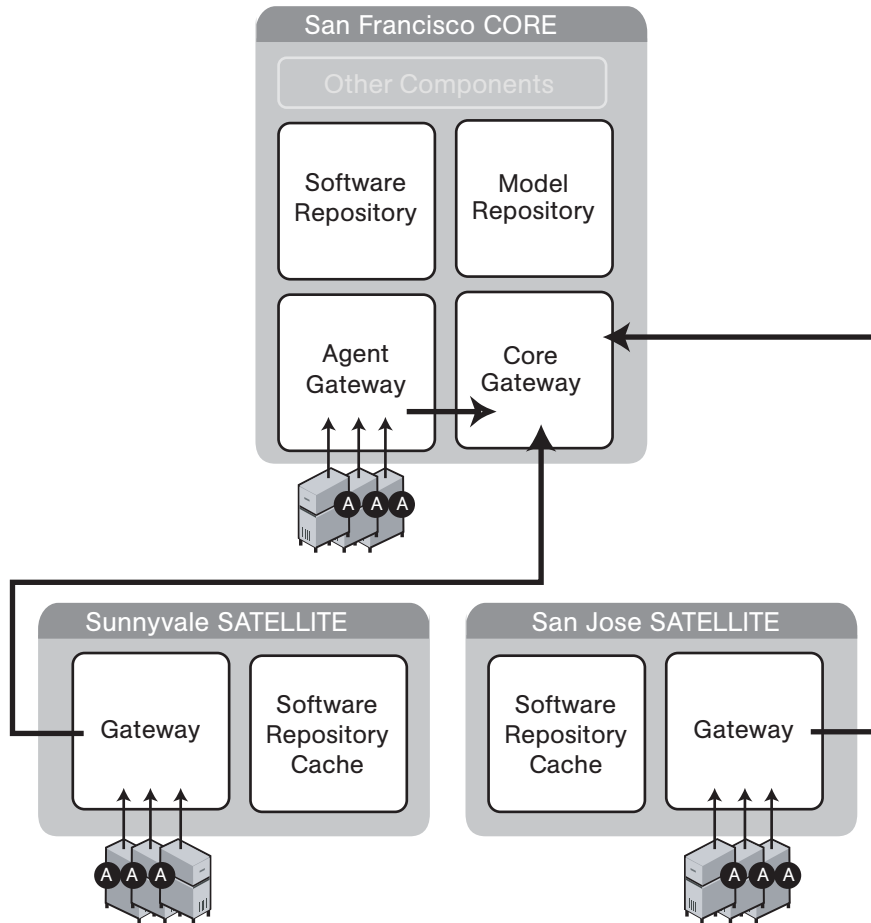 San Francisco CORE
Other Components
Software
Repository
Model
Repository
Agent
Gateway
Core
Gateway
A A A
Sunnyvale SATELLITE
Gateway
Software
Repository
Cache
A A A
San Jose SATELLITE
Software
Repository
Cache
Gateway
A A A